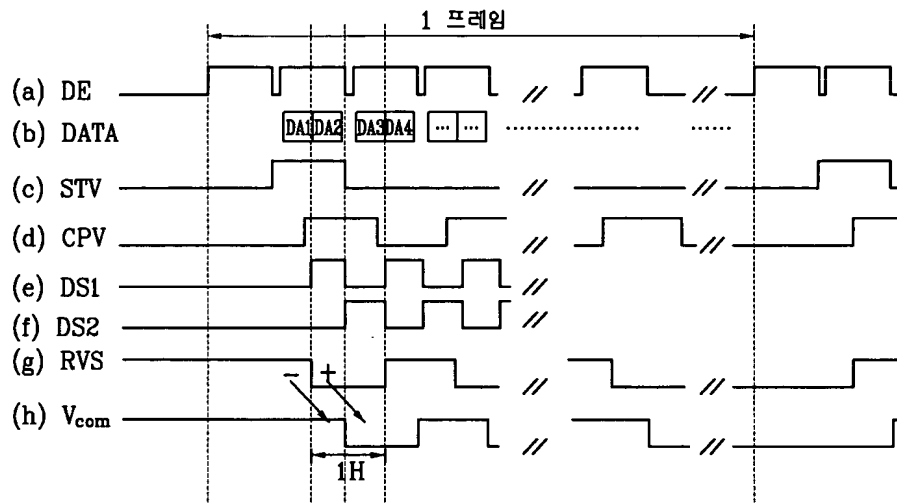 1 프레임
(a) DE
(b) DATA DA1 DA2 DA3 DA4 ... ...
(c) STV
(d) CPV
(e) DS1
(f) DS2
(g) RVS
- +
(h) Vcom
1H